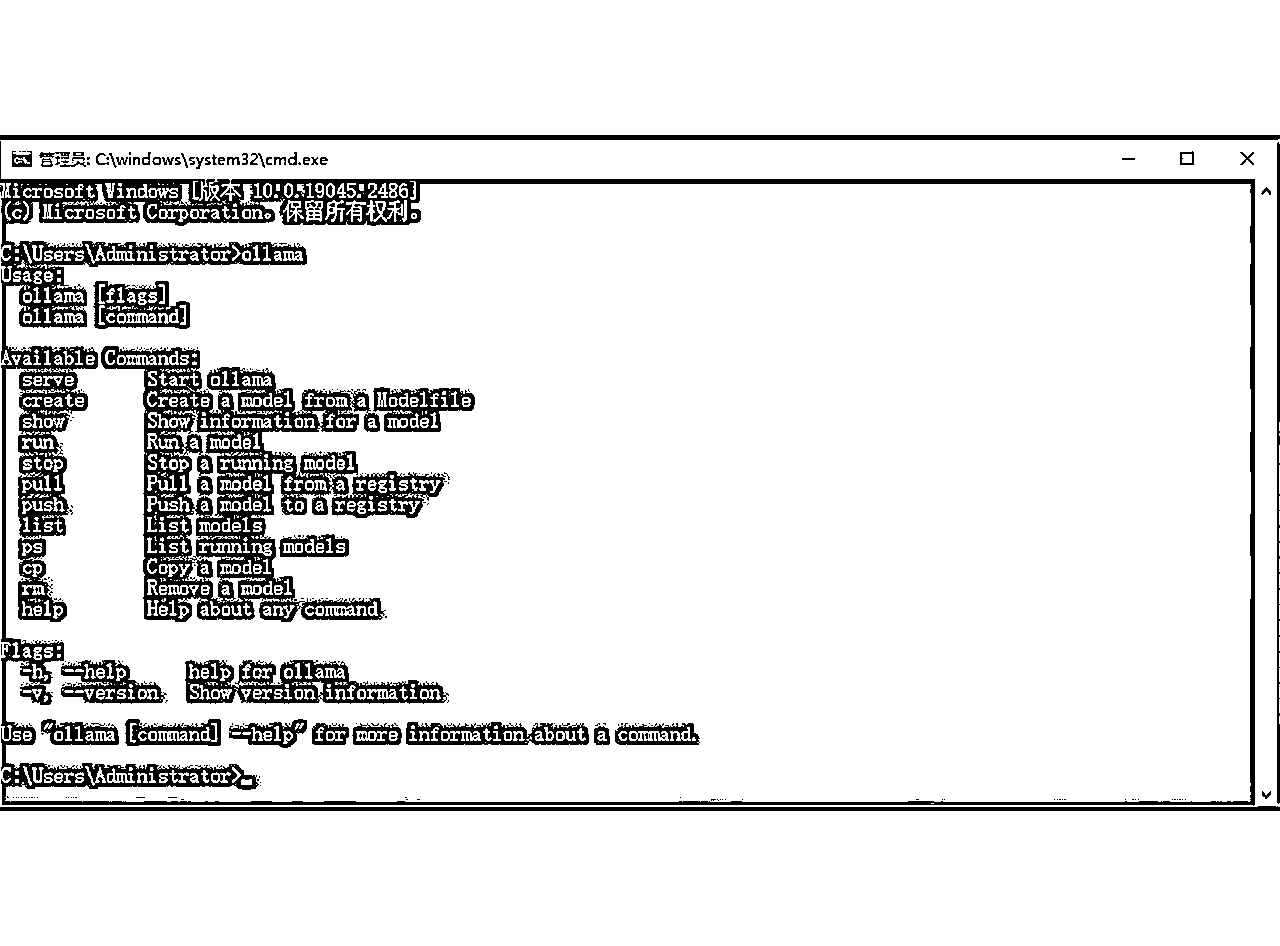 管理员: C:\windows\system32\cmd.exe
Microsoft Windows [版本 10.0.19045.2486]
(c) Microsoft Corporation. 保留所有权利。
C:\Users\Administrator>ollama
Usage:
  ollama [flags]
  ollama [command]
Available Commands:
  serve       Start ollama
  create      Create a model from a Modelfile
  show        Show information for a model
  run         Run a model
  stop        Stop a running model
  pull        Pull a model from a registry
  push        Push a model to a registry
  list        List models
  ps          List running models
  cp          Copy a model
  rm          Remove a model
  help        Help about any command
Flags:
  -h, --help      help for ollama
  -v, --version   Show version information
Use "ollama [command] --help" for more information about a command.
C:\Users\Administrator>